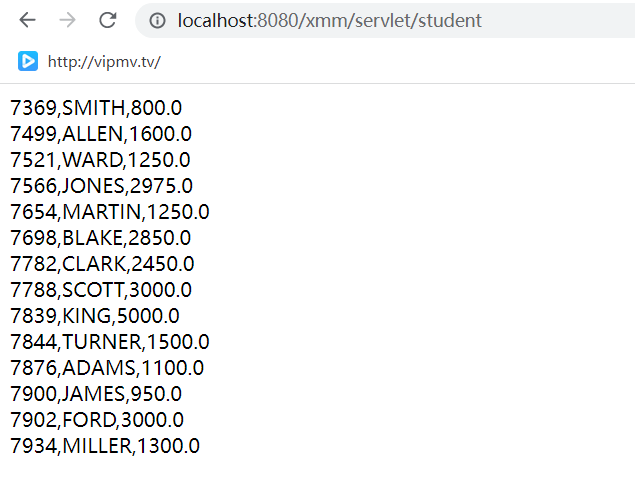 localhost:8080/xmm/servlet/student
http://vipmv.tv/
7369,SMITH,800.0
7499,ALLEN,1600.0
7521,WARD,1250.0
7566,JONES,2975.0
7654,MARTIN,1250.0
7698,BLAKE,2850.0
7782,CLARK,2450.0
7788,SCOTT,3000.0
7839,KING,5000.0
7844,TURNER,1500.0
7876,ADAMS,1100.0
7900,JAMES,950.0
7902,FORD,3000.0
7934,MILLER,1300.0